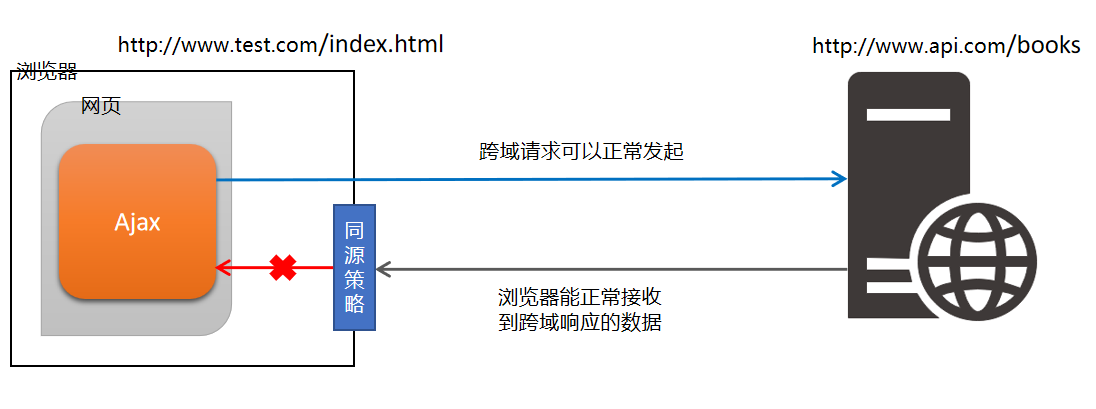 http://www.test.com/index.html
http://www.api.com/books
浏览器
网页
跨域请求可以正常发起
Ajax
同
源
策
略
浏览器能正常接收
到跨域响应的数据